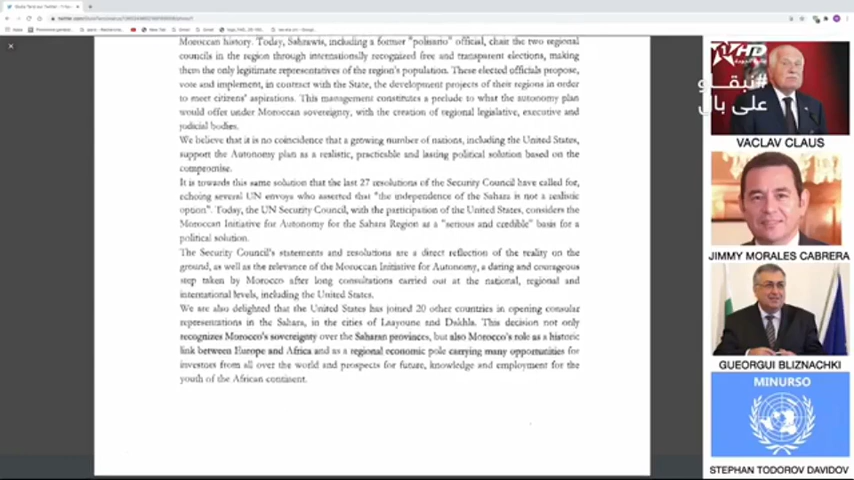 Moroccan history. Today, Sahrawis, including a former "polisario" official, chair the two regional
councils in the region through internationally recognized free and transparent elections, making
them the only legitimate representatives of the region's population. These elected officials propose,
vote and implement, in contract with the State, the development projects of their regions in order
to meet citizens' aspirations. This management constitutes a prelude to what the autonomy plan
would offer under Moroccan sovereignty, with the creation of regional legislative, executive and
judicial bodies.
We believe that it is no coincidence that a growing number of nations, including the United States,
support the Autonomy plan as a realistic, practicable and lasting political solution based on the
compromise.
It is towards this same solution that the last 27 resolutions of the Security Council have called for,
echoing several UN envoys who asserted that "the independence of the Sahara is not a realistic
option". Today, the UN Security Council, with the participation of the United States, considers the
Moroccan Initiative for Autonomy for the Sahara Region as a "serious and credible" basis for a
political solution.
The Security Council's statements and resolutions are a direct reflection of the reality on the
ground, as well as the relevance of the Moroccan Initiative for Autonomy, a dating and courageous
step taken by Morocco after long consultations carried out at the national, regional and
international levels, including the United States.
We are also delighted that the United States has joined 20 other countries in opening consular
representations in the Sahara, in the cities of Laayoune and Dakhla. This decision not only
recognizes Morocco's sovereignty over the Saharan provinces, but also Morocco's role as a historic
link between Europe and Africa and as a regional economic pole carrying many opportunities for
investors from all over the world and prospects for future, knowledge and employment for the
youth of the African continent.
HD
#نبقاو
على بال
VACLAV CLAUS
JIMMY MORALES CABRERA
GUEORGUI BLIZNACHKI
MINURSO
STEPHAN TODOROV DAVIDOV